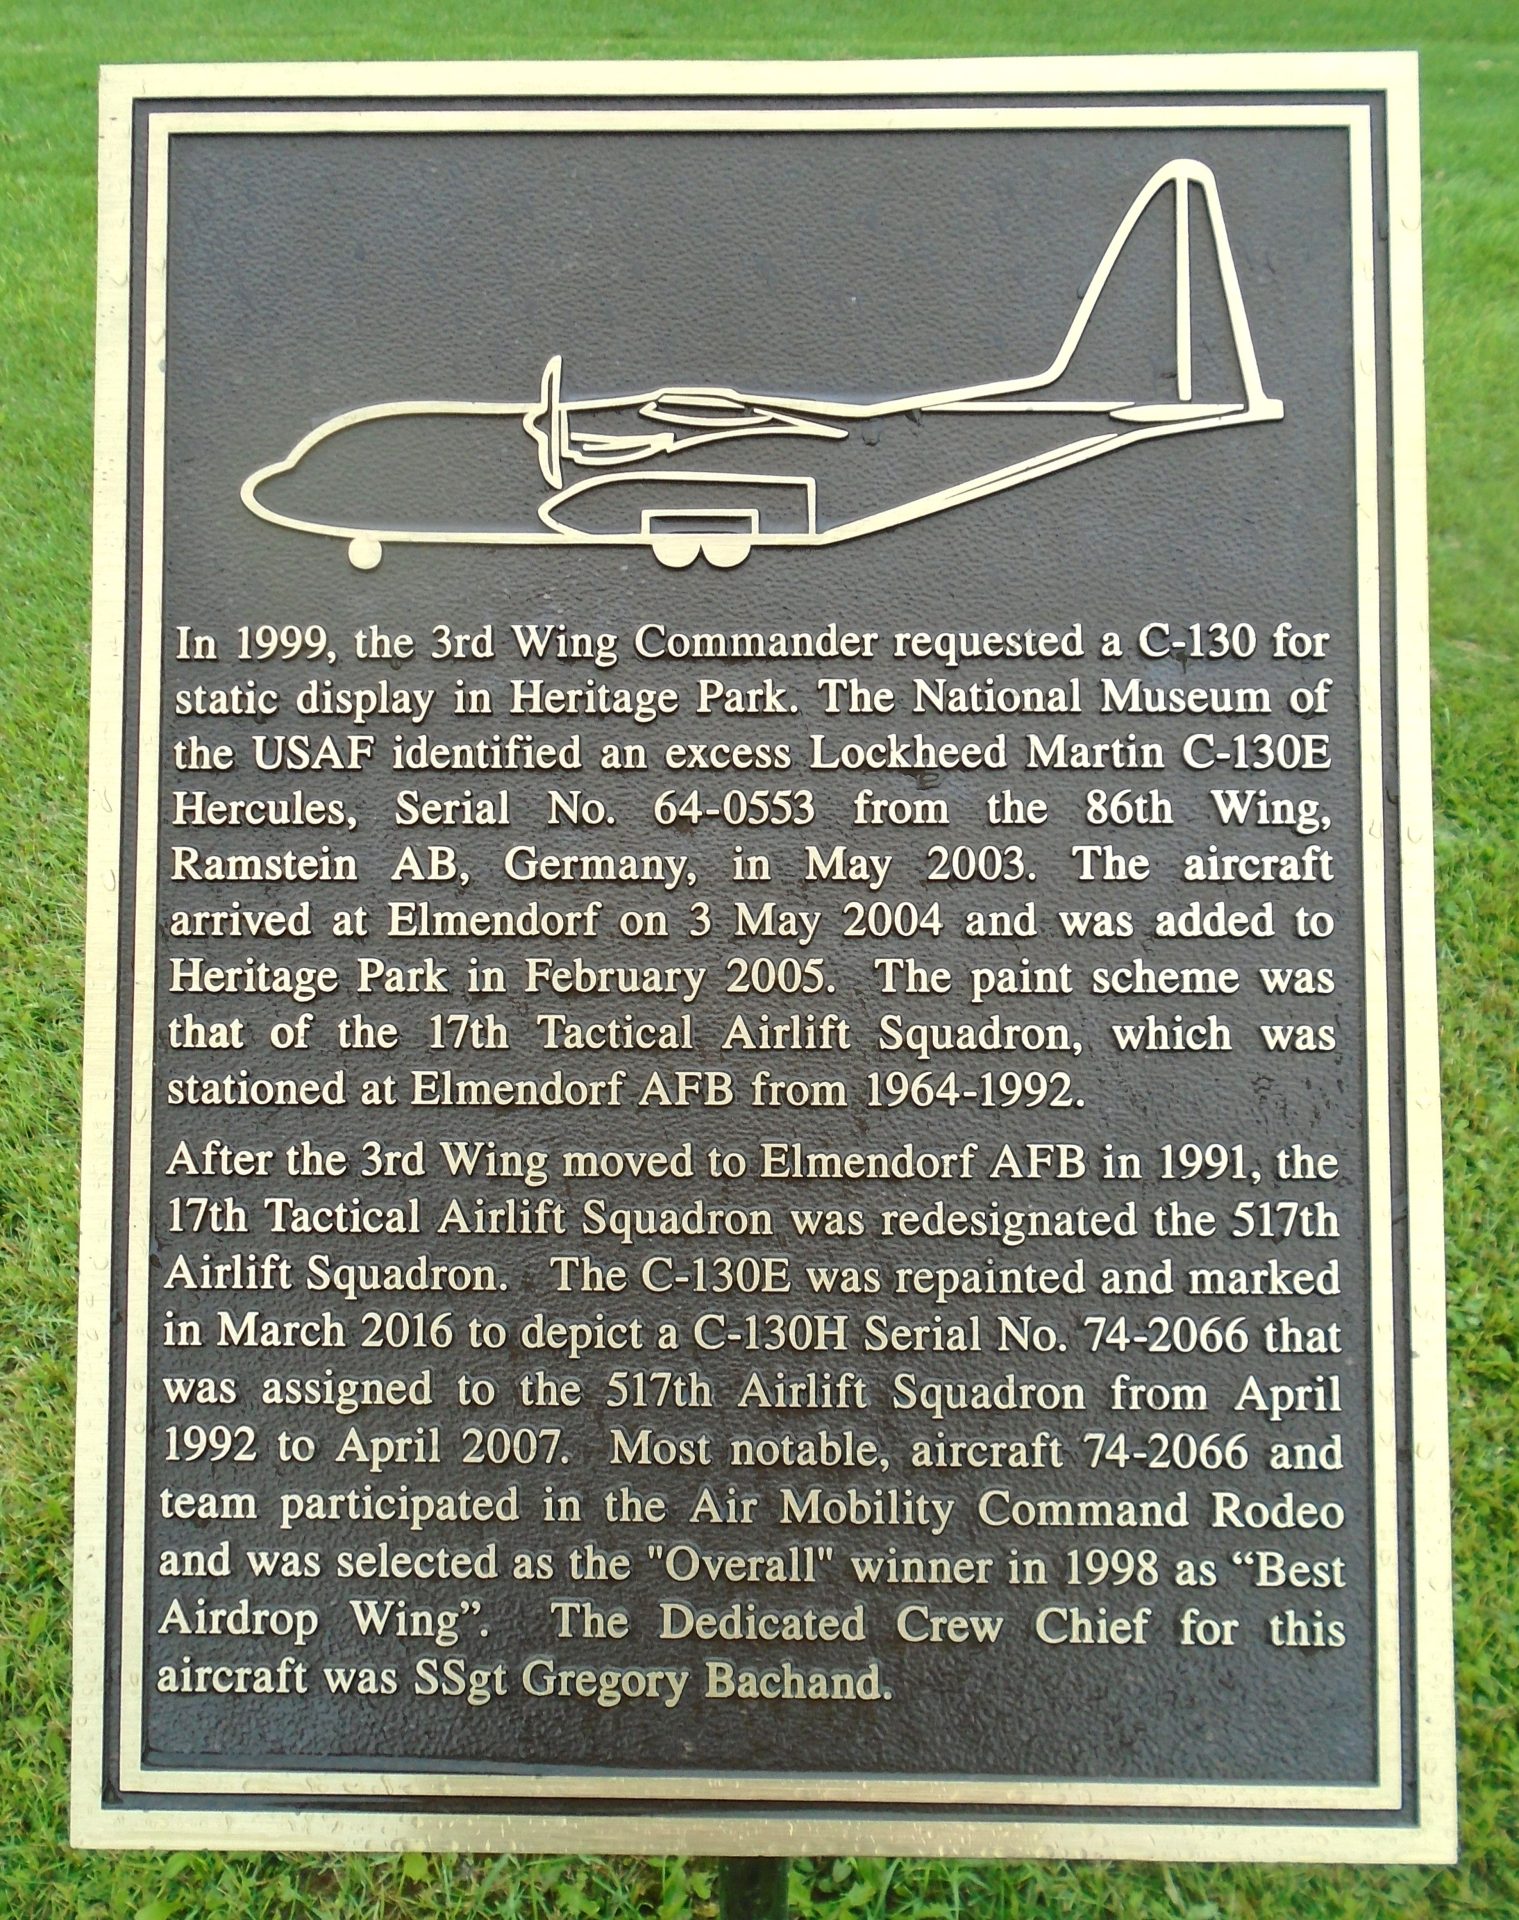 In 1999, the 3rd Wing Commander requested a C-130 for
static display in Heritage Park. The National Museum of
the USAF identified an excess Lockheed Martin C-130E
Hercules, Serial No. 64-0553 from the 86th Wing,
Ramstein AB, Germany, in May 2003. The aircraft
arrived at Elmendorf on 3 May 2004 and was added to
Heritage Park in February 2005. The paint scheme was
that of the 17th Tactical Airlift Squadron, which was
stationed at Elmendorf AFB from 1964-1992.
After the 3rd Wing moved to Elmendorf AFB in 1991, the
17th Tactical Airlift Squadron was redesignated the 517th
Airlift Squadron. The C-130E was repainted and marked
in March 2016 to depict a C-130H Serial No. 74-2066 that
was assigned to the 517th Airlift Squadron from April
1992 to April 2007. Most notable, aircraft 74-2066 and
team participated in the Air Mobility Command Rodeo
and was selected as the "Overall" winner in 1998 as “Best
Airdrop Wing”. The Dedicated Crew Chief for this
aircraft was SSgt Gregory Bachand.